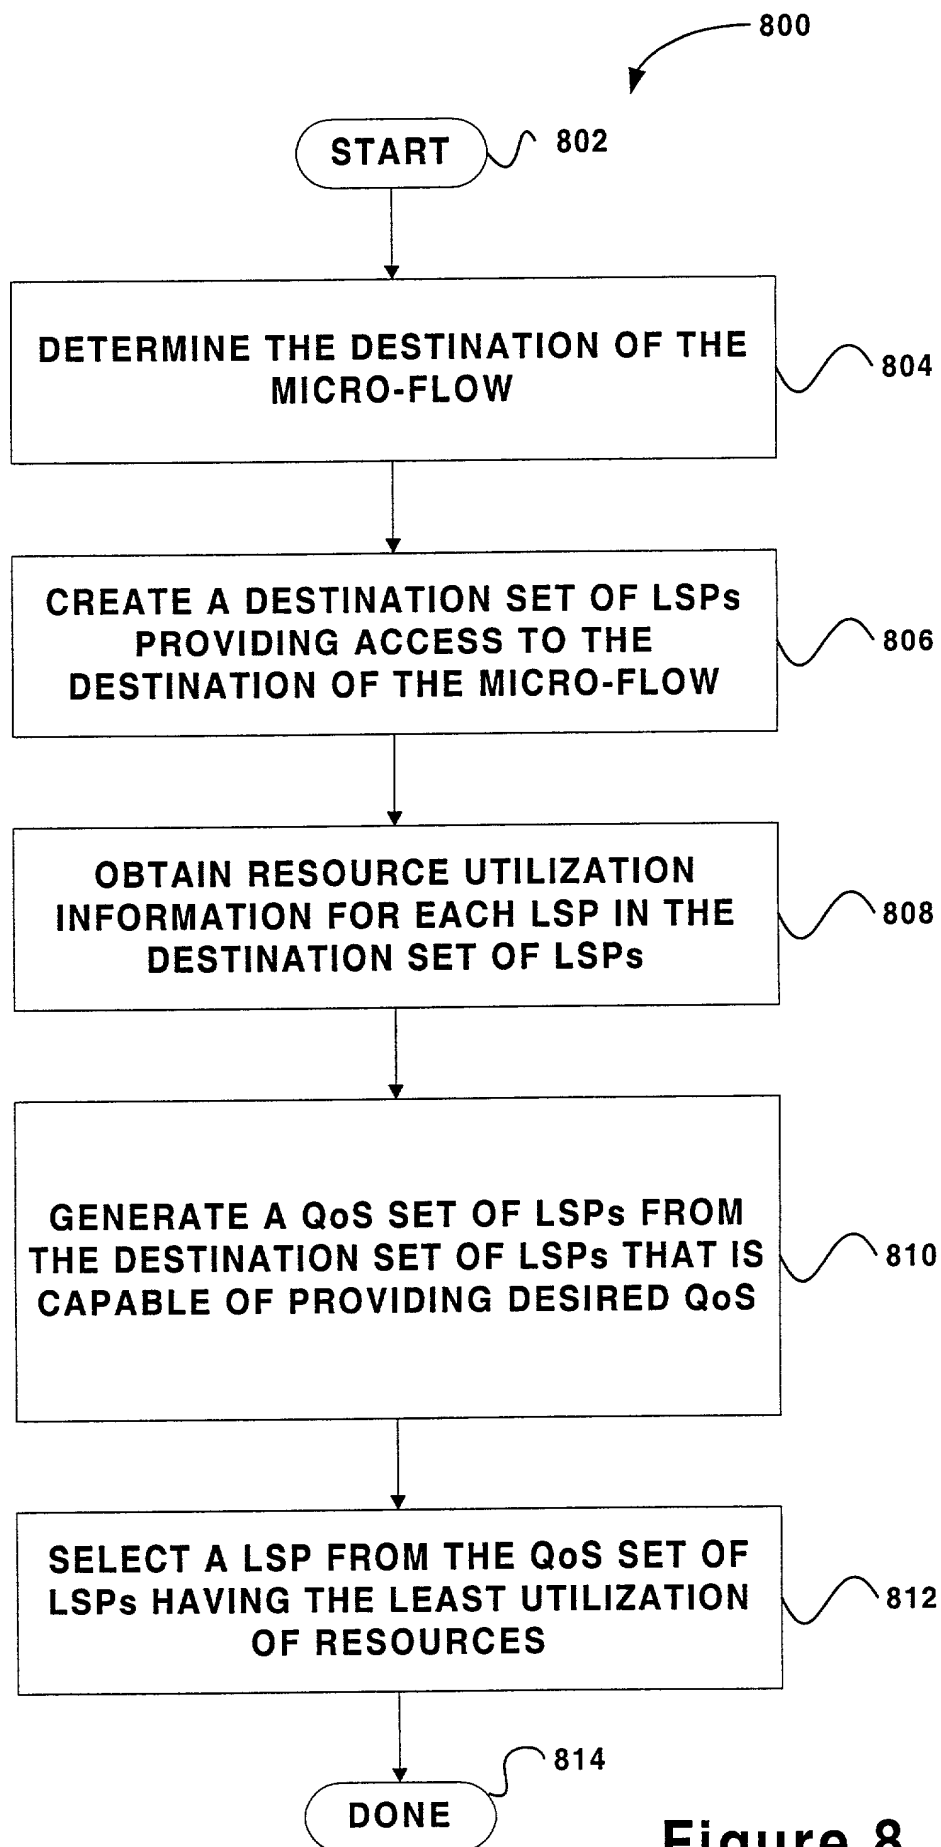 800
START
802
DETERMINE THE DESTINATION OF THE
MICRO-FLOW
804
CREATE A DESTINATION SET OF LSPs
PROVIDING ACCESS TO THE
DESTINATION OF THE MICRO-FLOW
806
OBTAIN RESOURCE UTILIZATION
INFORMATION FOR EACH LSP IN THE
DESTINATION SET OF LSPs
808
GENERATE A QoS SET OF LSPs FROM
THE DESTINATION SET OF LSPs THAT IS
CAPABLE OF PROVIDING DESIRED QoS
810
SELECT A LSP FROM THE QoS SET OF
LSPs HAVING THE LEAST UTILIZATION
OF RESOURCES
812
814
DONE
Figure 8